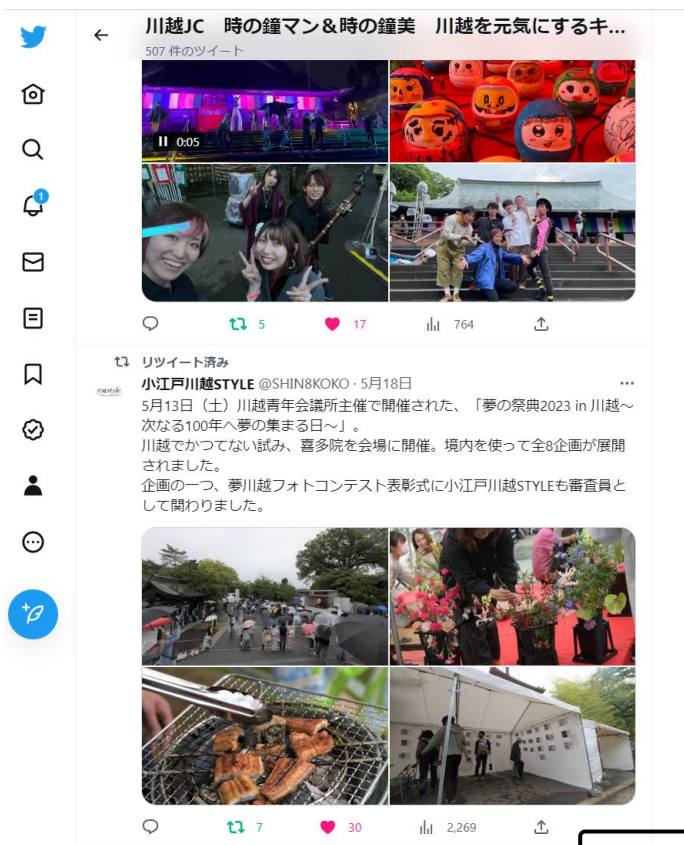 川越JC 時の鐘マン＆時の鐘美 川越を元気にするキ...
507 件のツイート
0:05
5 17 764
1
リツイート済み
小江戸川越STYLE @SHIN8KOKO · 5月18日
5月13日（土）川越青年会議所主催で開催された、「夢の祭典2023 in 川越～
次なる100年へ夢の集まる日～」。
川越でかつてない試み、喜多院を会場に開催。境内を使って全8企画が展開
されました。
企画の一つ、夢川越フォトコンテスト表彰式に小江戸川越STYLEも審査員と
して関わりました。
7 30 2,269